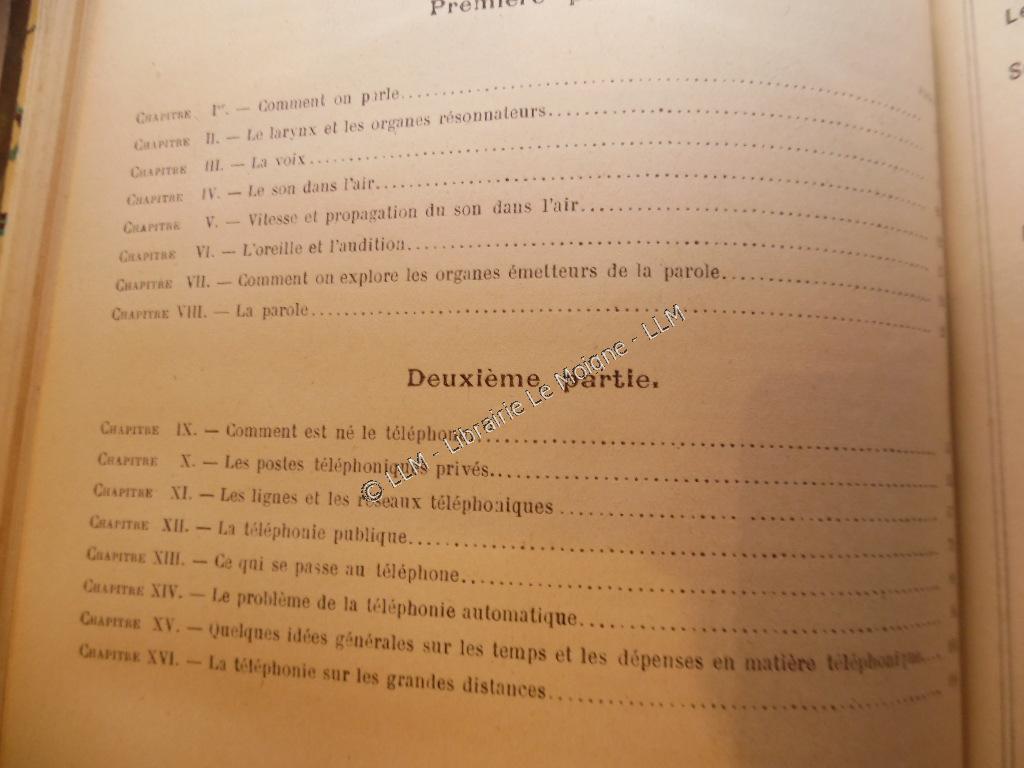 Première
Chapitre Ier. — Comment on parle
Chapitre II. — Le larynx et les organes résonnateurs
Chapitre III. — La voix
Chapitre IV. — Le son dans l'air
Chapitre V. — Vitesse et propagation du son dans l'air
Chapitre VI. — L'oreille et l'audition
Chapitre VII. — Comment on explore les organes émetteurs de la parole
Chapitre VIII. — La parole
Deuxième partie.
Chapitre IX. — Comment est né le téléphone
Chapitre X. — Les postes téléphoniques privés
Chapitre XI. — Les lignes et les réseaux téléphoniques
Chapitre XII. — La téléphonie publique
Chapitre XIII. — Ce qui se passe au téléphone
Chapitre XIV. — Le problème de la téléphonie automatique
Chapitre XV. — Quelques idées générales sur les temps et les dépenses en matière téléphonique
Chapitre XVI. — La téléphonie sur les grandes distances
© LLM - Librairie Le Moigne - LLM